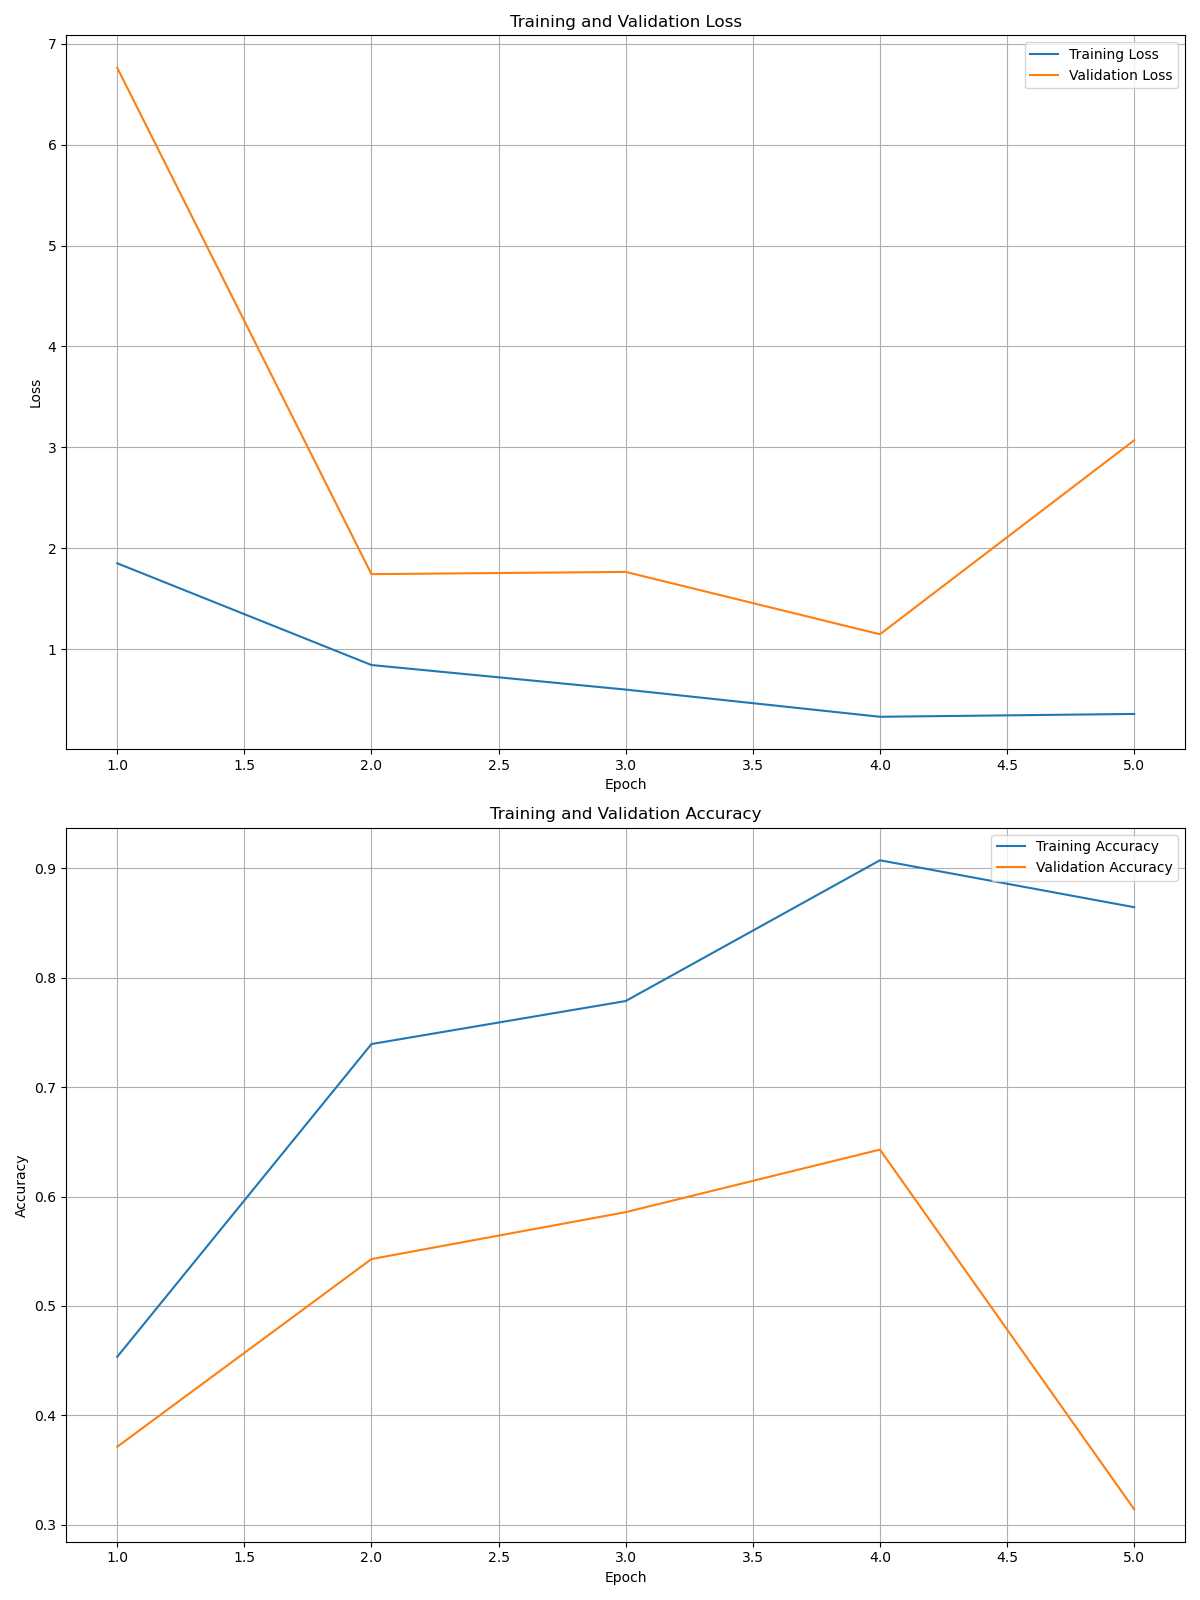 Training and Validation Loss
Training Loss
Validation Loss
7
6
5
4
3
2
1
Loss
1.0 1.5 2.0 2.5 3.0 3.5 4.0 4.5 5.0
Epoch
Training and Validation Accuracy
Training Accuracy
Validation Accuracy
0.9
0.8
0.7
0.6
0.5
0.4
0.3
Accuracy
1.0 1.5 2.0 2.5 3.0 3.5 4.0 4.5 5.0
Epoch